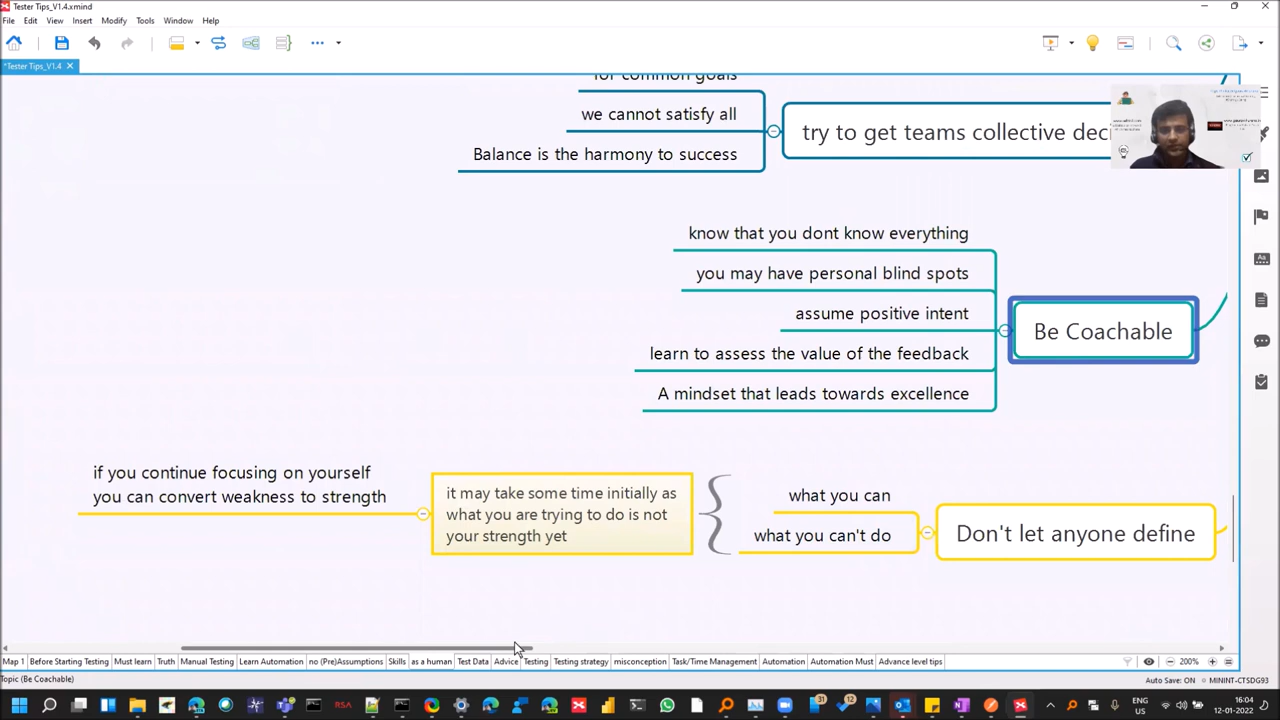 Tester Tips_V1.4.xmind
File Edit View Insert Modify Tools Window Help
*Tester Tips_V1.4
for common goals
we cannot satisfy all
Balance is the harmony to success
try to get teams collective dec
know that you dont know everything
you may have personal blind spots
assume positive intent
learn to assess the value of the feedback
A mindset that leads towards excellence
Be Coachable
if you continue focusing on yourself
you can convert weakness to strength
it may take some time initially as
what you are trying to do is not
your strength yet
what you can
what you can't do
Don't let anyone define
Map 1 Before Starting Testing Must learn Truth Manual Testing Learn Automation no (Pre)Assumptions Skills as a human Test Data Advice Testing Testing strategy misconception Task/Time Management Automation Automation Must Advance level tips
200%
Topic (Be Coachable)
Auto Save: ON MININT-CTSDG93
RSA
31
12
ENG
US
16:04
12-01-2022